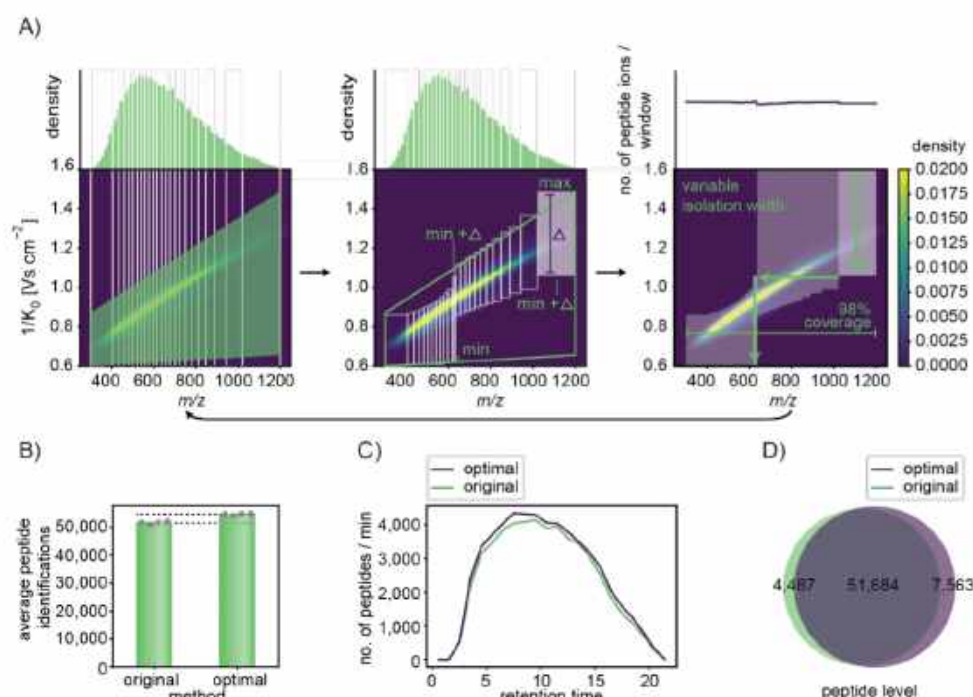 A)
density
1.6
1.4
1.2
1.0
0.8
0.6
1/K0 [Vs cm−2]
400 600 800 1000 1200
m/z
density
1.6
1.4
1.2
1.0
0.8
0.6
max
min +Δ
Δ
min +Δ
min
400 600 800 1000 1200
m/z
no. of peptide ions /
window
1.6
1.4
1.2
1.0
0.8
0.6
variable
isolation width
98%
coverage
400 600 800 1000 1200
m/z
density
0.0200
0.0175
0.0150
0.0125
0.0100
0.0075
0.0050
0.0025
0.0000
B)
average peptide
identifications
50,000
40,000
30,000
20,000
10,000
0
original optimal
method
C)
optimal
original
no. of peptides / min
4,000
3,000
2,000
1,000
0
0 5 10 15 20
retention time
D)
optimal
original
4,487 51,684 7,563
peptide level